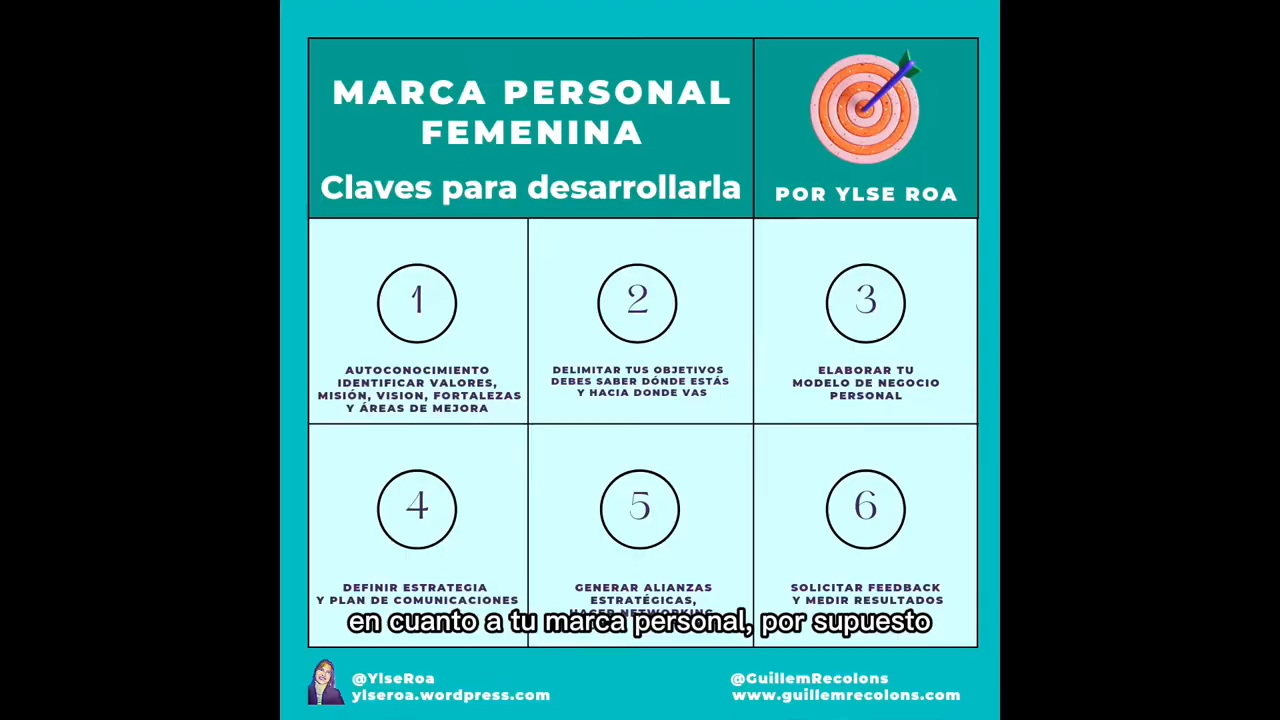 MARCA PERSONAL
FEMENINA
Claves para desarrollarla
POR YLSE ROA
1
AUTOCONOCIMIENTO
IDENTIFICAR VALORES,
MISIÓN, VISION, FORTALEZAS
Y ÁREAS DE MEJORA
2
DELIMITAR TUS OBJETIVOS
DEBES SABER DÓNDE ESTÁS
Y HACIA DONDE VAS
3
ELABORAR TU
MODELO DE NEGOCIO
PERSONAL
4
DEFINIR ESTRATEGIA
Y PLAN DE COMUNICACIONES
5
GENERAR ALIANZAS
ESTRATÉGICAS,
HACER NETWORKING
6
SOLICITAR FEEDBACK
Y MEDIR RESULTADOS
en cuanto a tu marca personal, por supuesto
@YlseRoa
ylseroa.wordpress.com
@GuillemRecolons
www.guillemrecolons.com